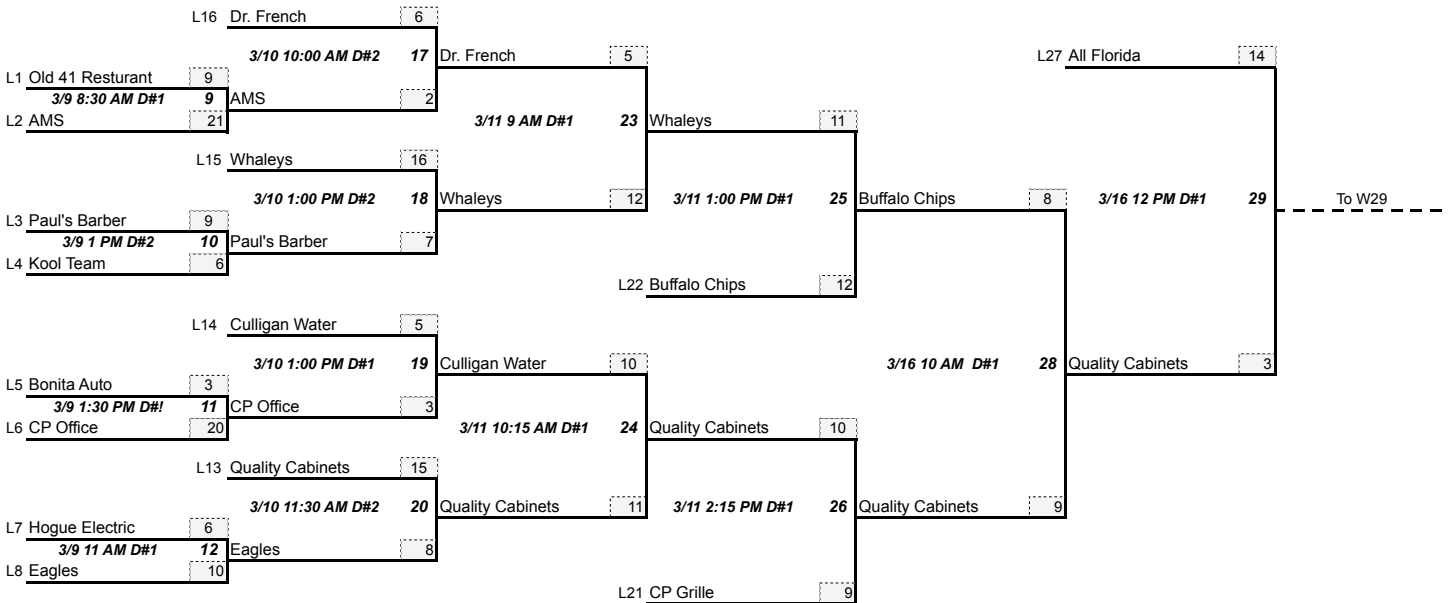 L16 Dr. French 6
3/10 10:00 AM D#2 17 Dr. French 5 L27 All Florida 14
L1 Old 41 Resturant 9
3/9 8:30 AM D#1 9 AMS 2
L2 AMS 21 3/11 9 AM D#1 23 Whaleys 11
L15 Whaleys 16
3/10 1:00 PM D#2 18 Whaleys 12 3/11 1:00 PM D#1 25 Buffalo Chips 8 3/16 12 PM D#1 29 To W29
L3 Paul's Barber 9
3/9 1 PM D#2 10 Paul's Barber 7
L4 Kool Team 6
L22 Buffalo Chips 12
L14 Culligan Water 5
3/10 1:00 PM D#1 19 Culligan Water 10 3/16 10 AM D#1 28 Quality Cabinets 3
L5 Bonita Auto 3
3/9 1:30 PM D#! 11 CP Office 3
L6 CP Office 20 3/11 10:15 AM D#1 24 Quality Cabinets 10
L13 Quality Cabinets 15
3/10 11:30 AM D#2 20 Quality Cabinets 11 3/11 2:15 PM D#1 26 Quality Cabinets 9
L7 Hogue Electric 6
3/9 11 AM D#1 12 Eagles 8
L8 Eagles 10
L21 CP Grille 9